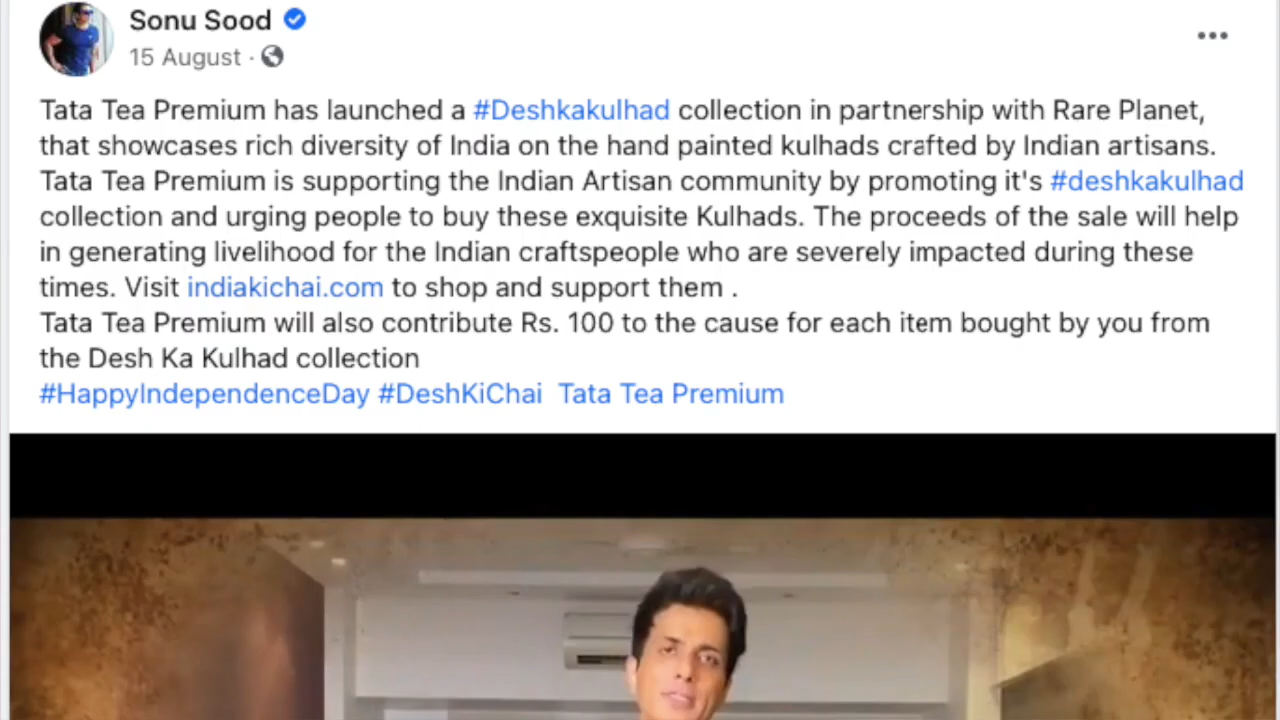 Sonu Sood
15 August ·
Tata Tea Premium has launched a #Deshkakulhad collection in partnership with Rare Planet,
that showcases rich diversity of India on the hand painted kulhads crafted by Indian artisans.
Tata Tea Premium is supporting the Indian Artisan community by promoting it's #deshkakulhad
collection and urging people to buy these exquisite Kulhads. The proceeds of the sale will help
in generating livelihood for the Indian craftspeople who are severely impacted during these
times. Visit indiakichai.com to shop and support them .
Tata Tea Premium will also contribute Rs. 100 to the cause for each item bought by you from
the Desh Ka Kulhad collection
#HappyIndependenceDay #DeshKiChai Tata Tea Premium